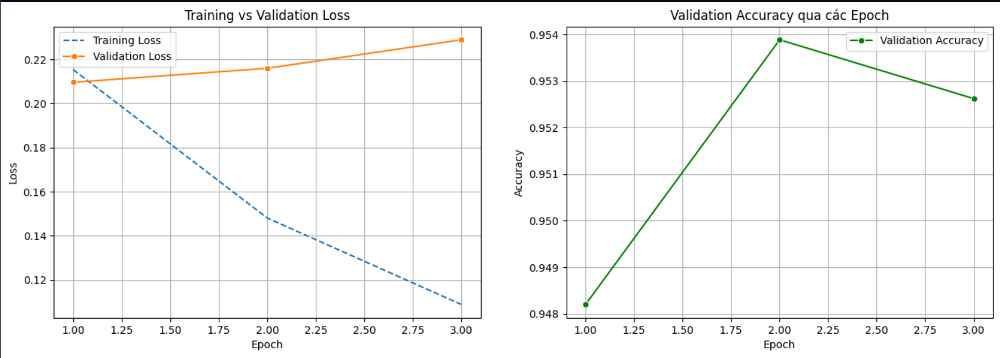 Training vs Validation Loss
Training Loss
Validation Loss
0.22
0.20
0.18
0.16
0.14
0.12
Loss
1.00 1.25 1.50 1.75 2.00 2.25 2.50 2.75 3.00
Epoch
Validation Accuracy qua các Epoch
Validation Accuracy
0.954
0.953
0.952
0.951
0.950
0.949
0.948
Accuracy
1.00 1.25 1.50 1.75 2.00 2.25 2.50 2.75 3.00
Epoch